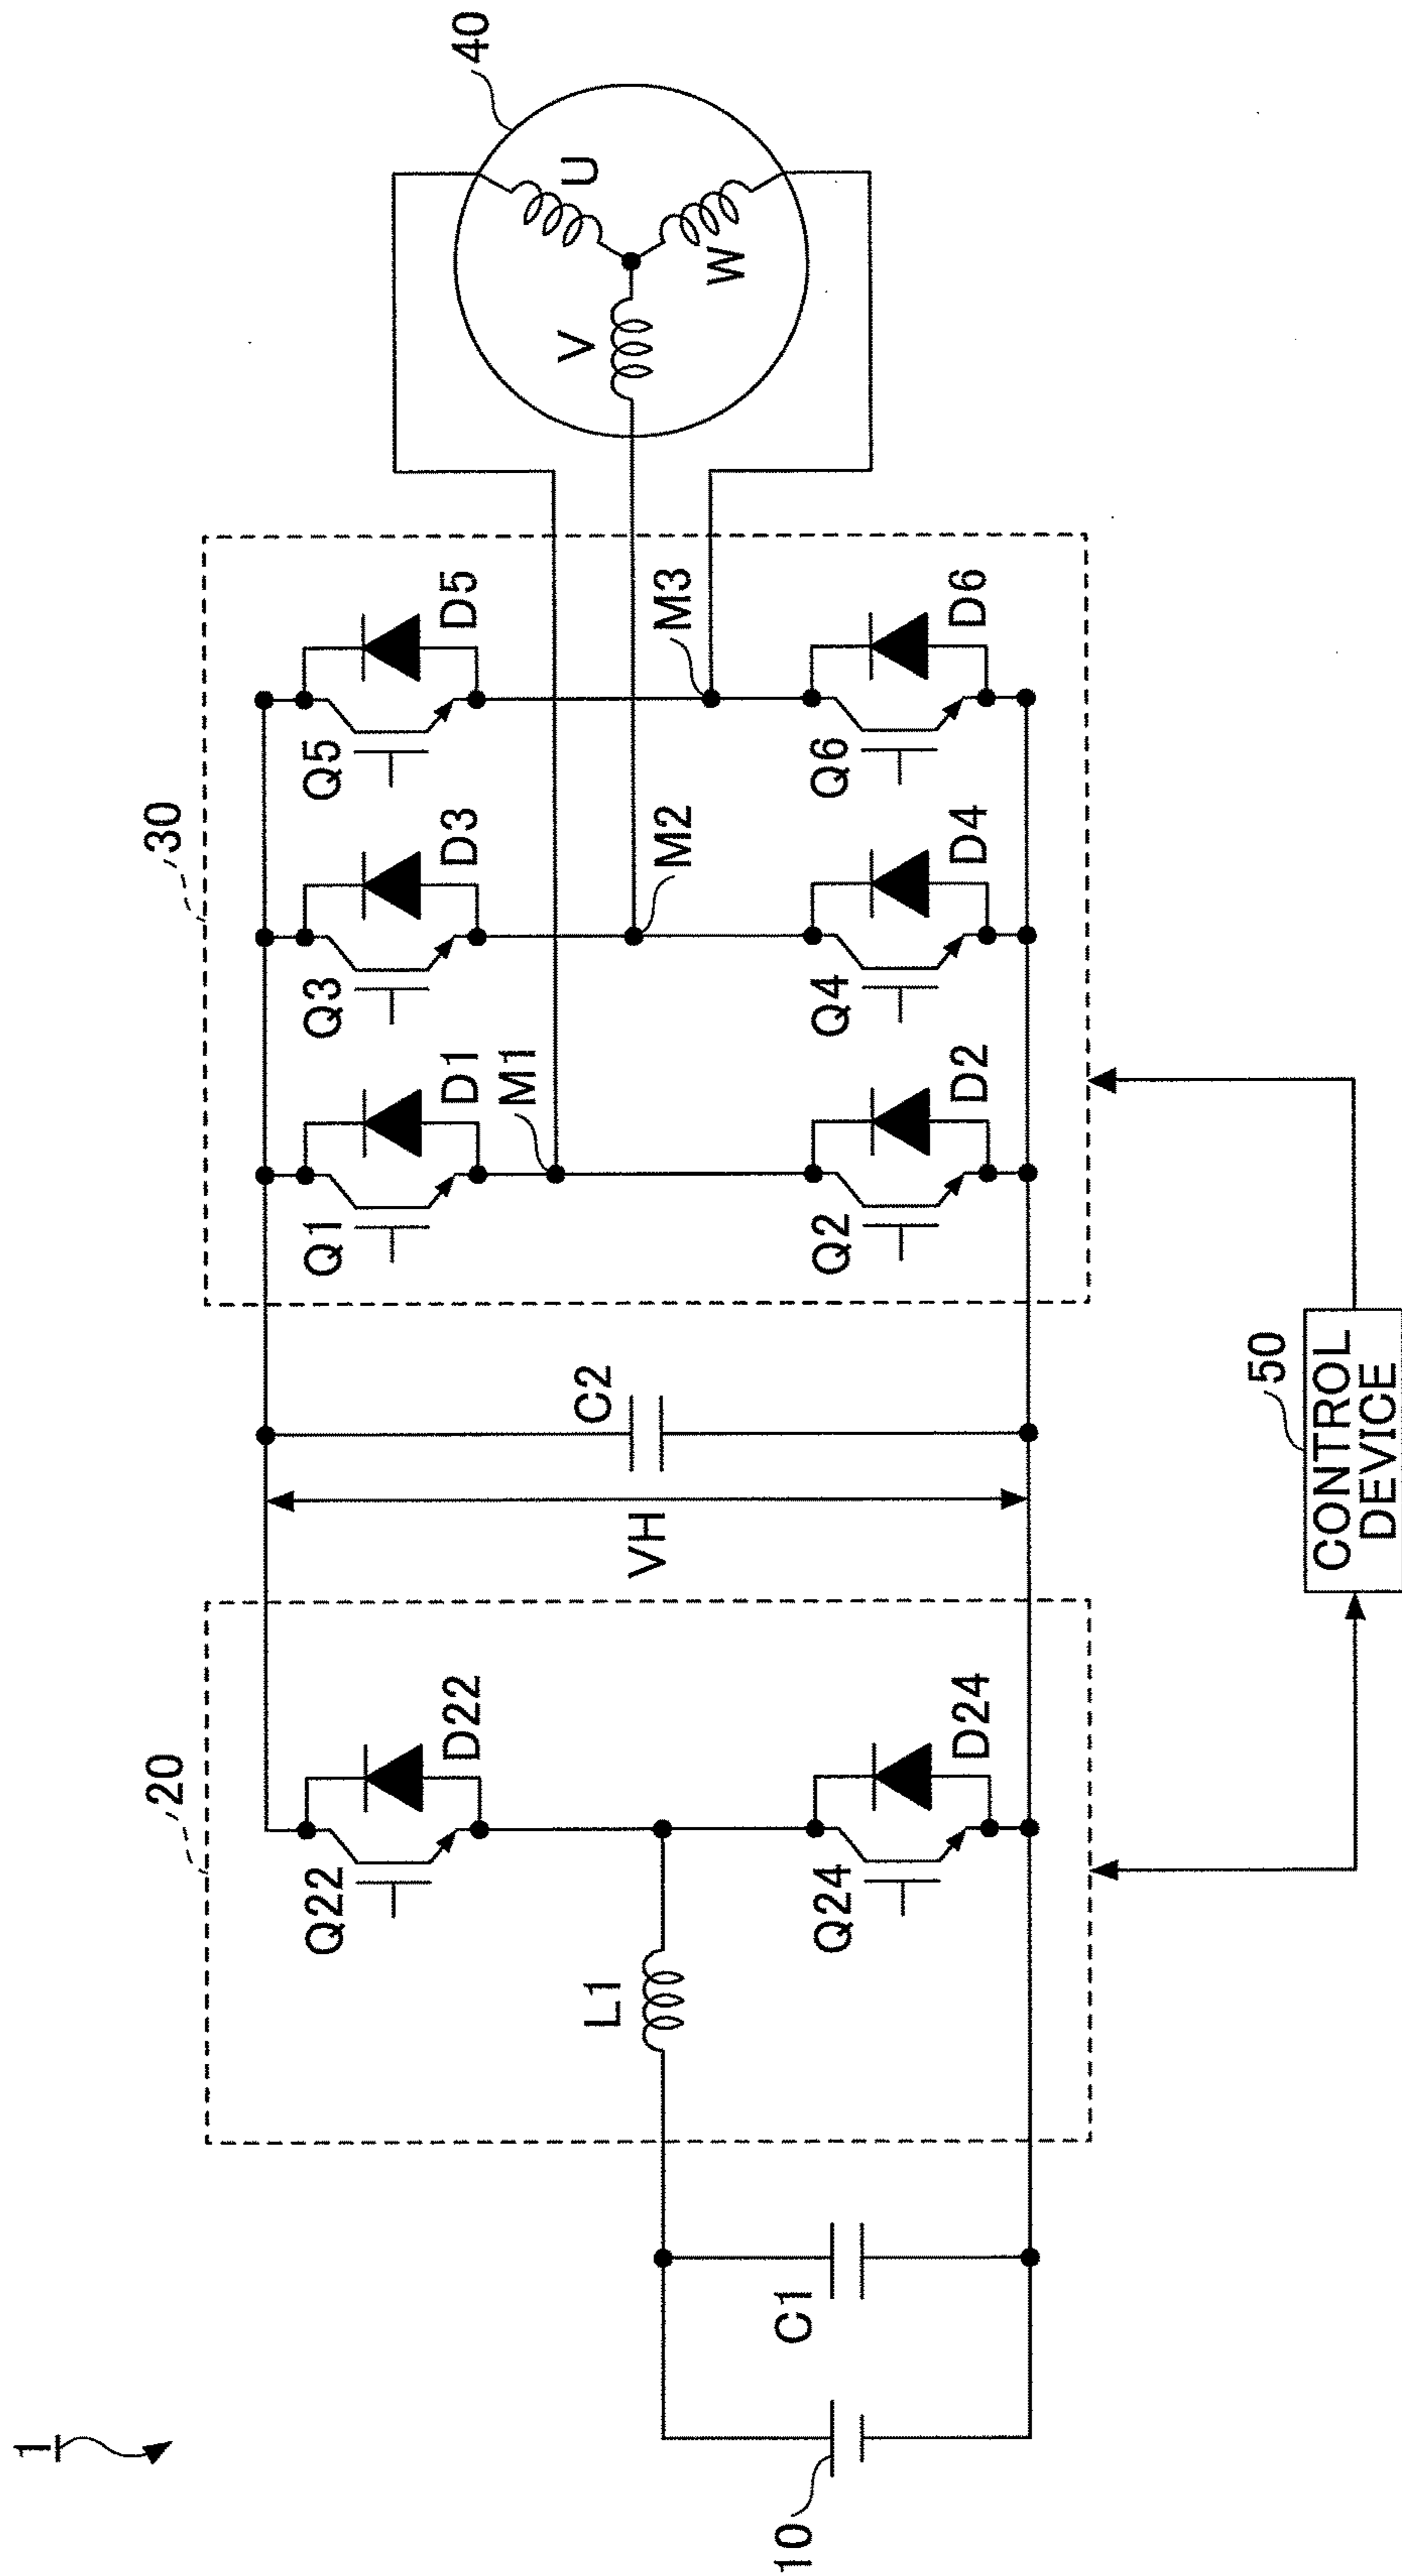 1
10
C1
20
L1
Q22
D22
Q24
D24
VH
C2
30
Q1
D1
M1
Q3
D3
M2
Q5
D5
M3
Q2
D2
Q4
D4
Q6
D6
40
U
V
W
50
CONTROL
DEVICE